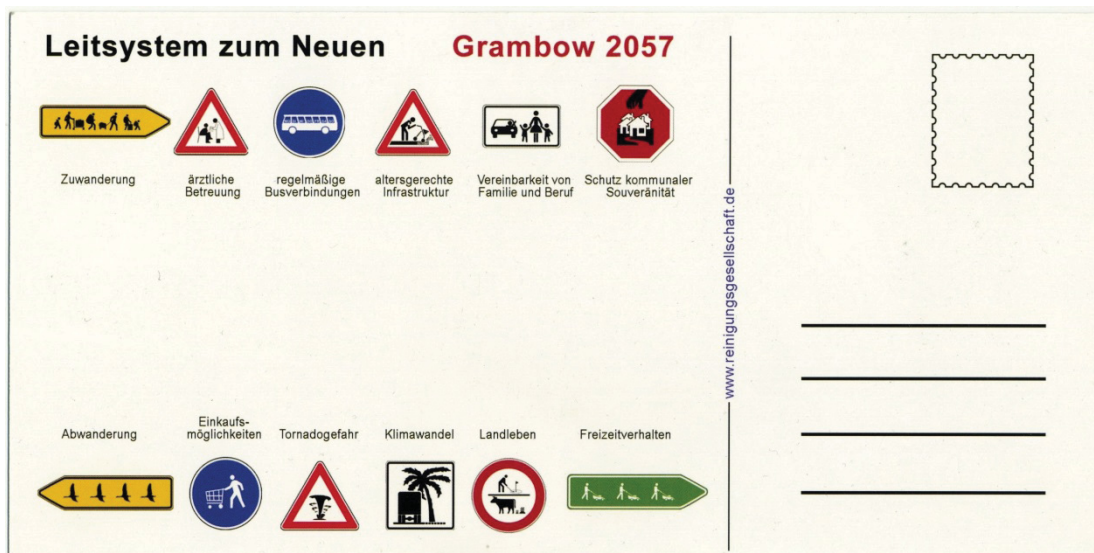 Leitsystem zum Neuen Grambow 2057
Zuwanderung
ärztliche
Betreuung
regelmäßige
Busverbindungen
altersgerechte
Infrastruktur
Vereinbarkeit von
Familie und Beruf
Schutz kommunaler
Souveränität
www.reinigungsgesellschaft.de
Abwanderung
Einkaufs-
möglichkeiten
Tornadogefahr
Klimawandel
Landleben
Freizeitverhalten